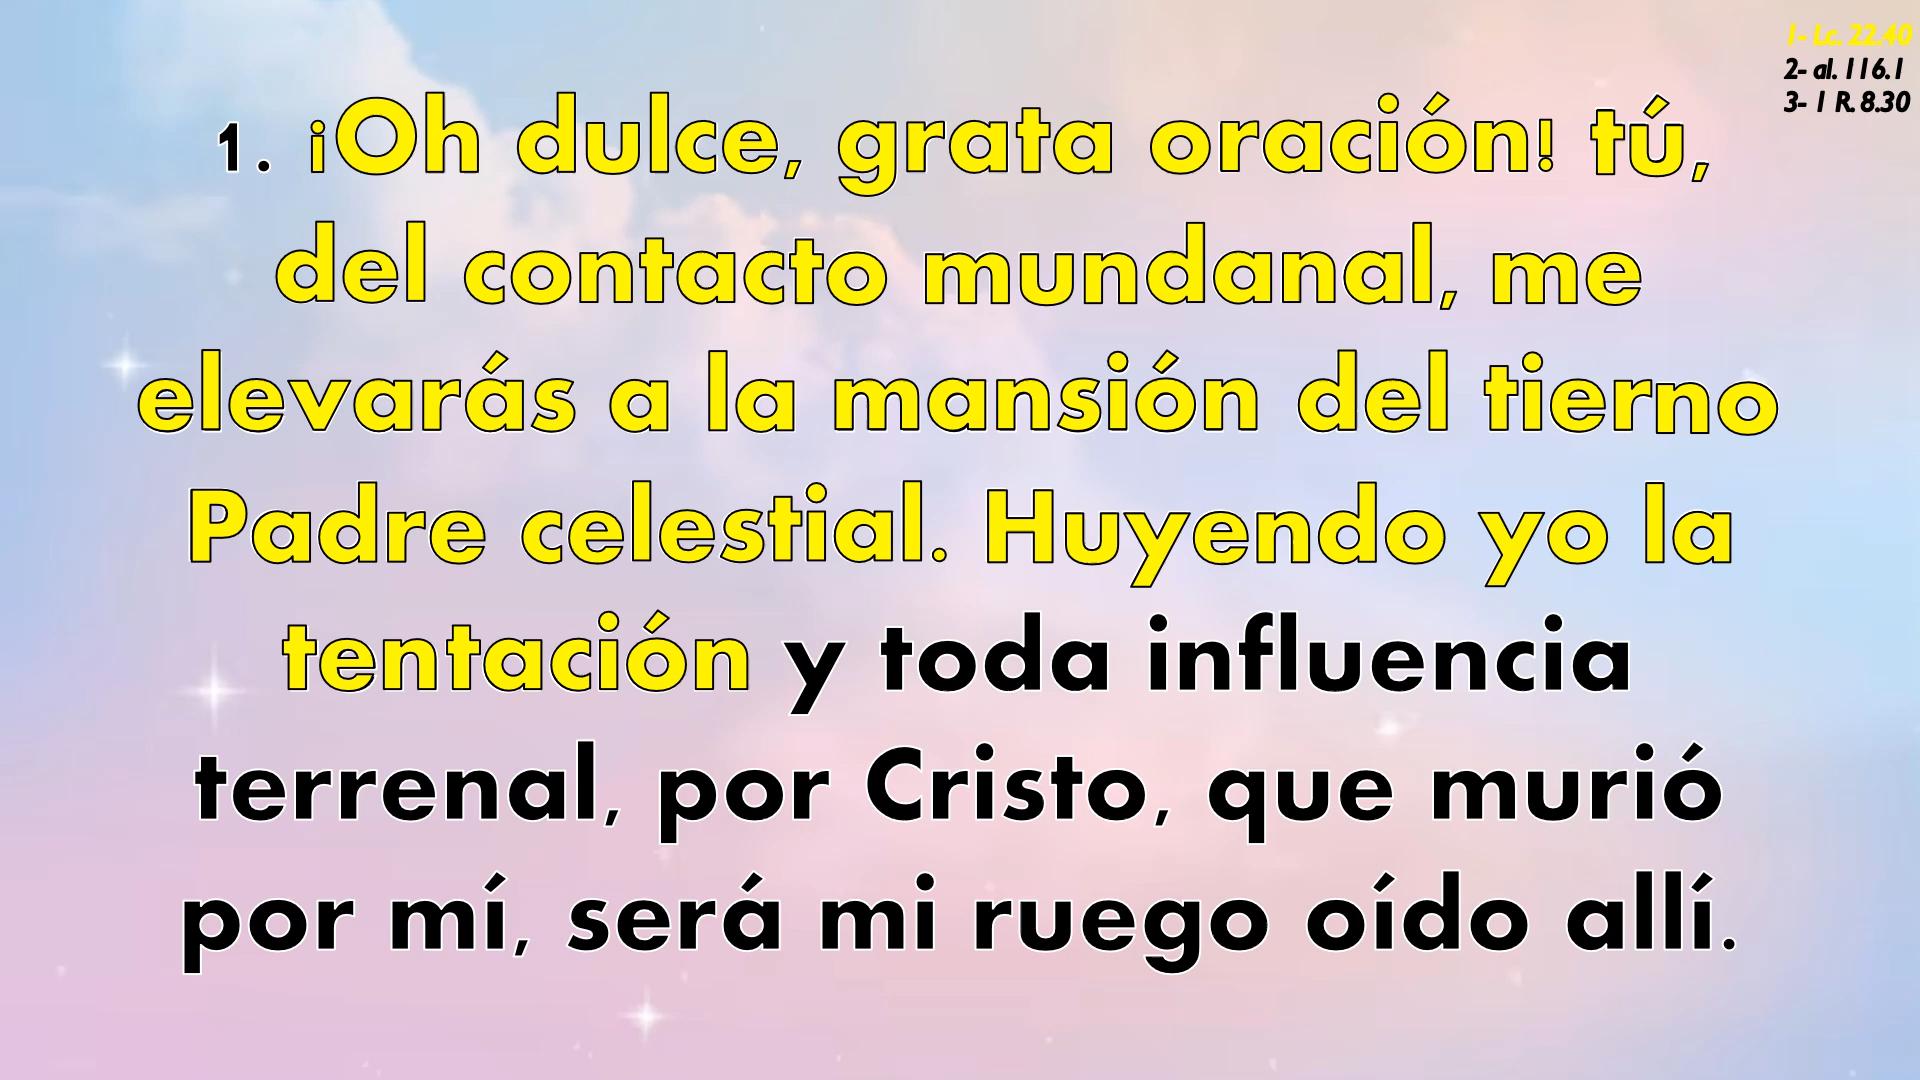 1- Lc. 22.40
2- al. 116.1
3- 1 R. 8.30
1. ¡Oh dulce, grata oración! tú,
del contacto mundanal, me
elevarás a la mansión del tierno
Padre celestial. Huyendo yo la
tentación y toda influencia
terrenal, por Cristo, que murió
por mí, será mi ruego oído allí.